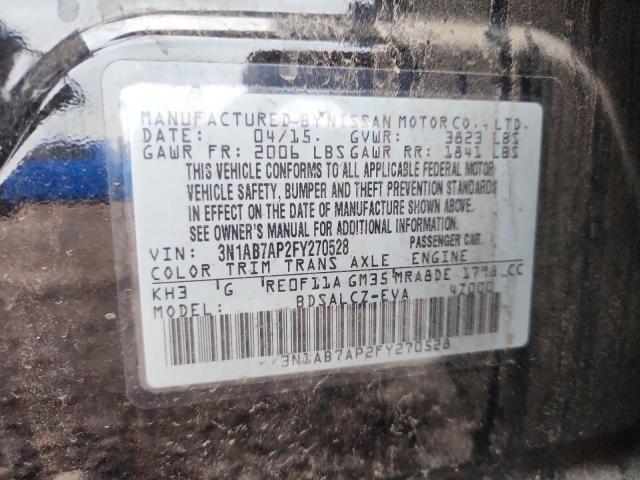 MANUFACTURED BY NISSAN MOTOR CO., LTD.
DATE: 04/15 GVWR: 3823 LBS
GAWR FR: 2006 LBS GAWR RR: 1841 LBS
THIS VEHICLE CONFORMS TO ALL APPLICABLE FEDERAL MOTOR
VEHICLE SAFETY, BUMPER AND THEFT PREVENTION STANDARDS
IN EFFECT ON THE DATE OF MANUFACTURE SHOWN ABOVE.
SEE OWNER'S MANUAL FOR ADDITIONAL INFORMATION.
VIN: 3N1AB7AP2FY270528 PASSENGER CAR
COLOR TRIM TRANS AXLE ENGINE
KH3 G RE0F11A GM35 MRA8DE 1798 CC
MODEL: BDSALCZ-EVA 4Z000
3N1AB7AP2FY270528